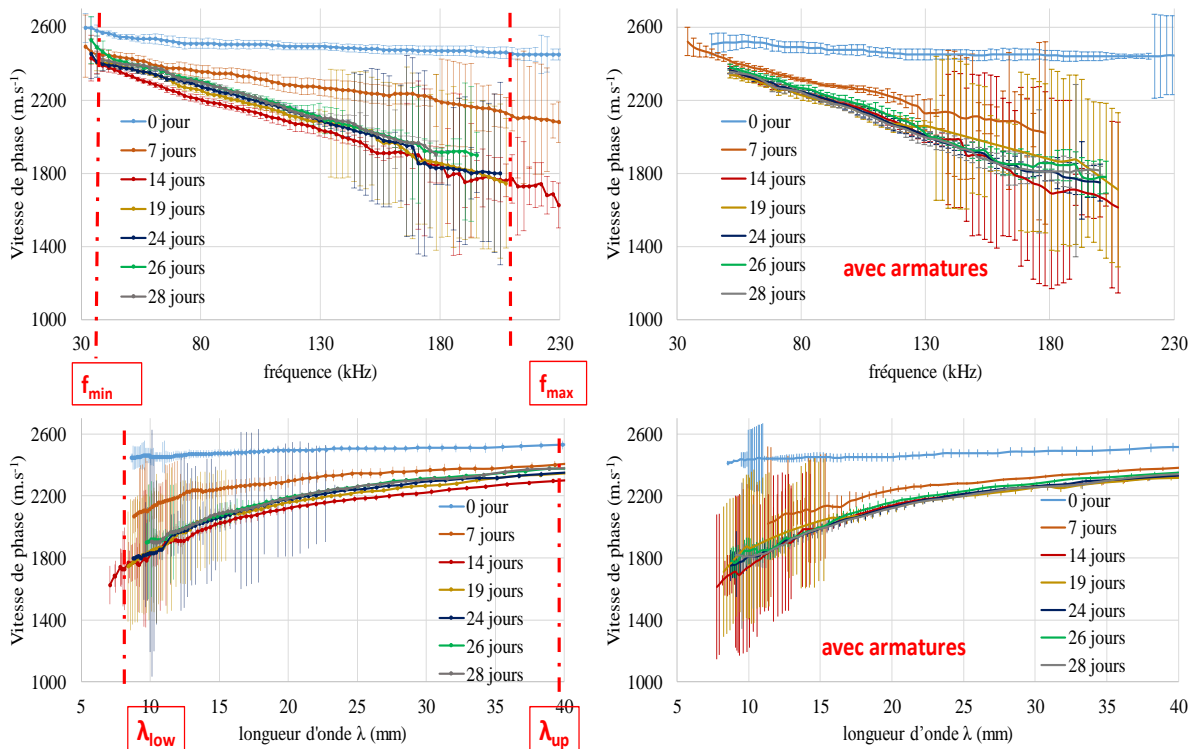 2600
2200
1800
1400
1000
Vitesse de phase (m.s⁻¹)
0 jour
7 jours
14 jours
19 jours
24 jours
26 jours
28 jours
30 80 130 180 230
fréquence (kHz)
f_min
f_max
2600
2200
1800
1400
1000
Vitesse de phase (m.s⁻¹)
0 jour
7 jours
14 jours
19 jours
24 jours
26 jours
28 jours
avec armatures
30 80 130 180 230
fréquence (kHz)
2600
2200
1800
1400
1000
Vitesse de phase (m.s⁻¹)
0 jour
7 jours
14 jours
19 jours
24 jours
26 jours
28 jours
5 10 15 20 25 30 35 40
longueur d'onde λ (mm)
λ_low
λ_up
2600
2200
1800
1400
1000
Vitesse de phase (m.s⁻¹)
0 jour
7 jours
14 jours
19 jours
24 jours
26 jours
28 jours
avec armatures
5 10 15 20 25 30 35 40
longueur d’onde λ (mm)